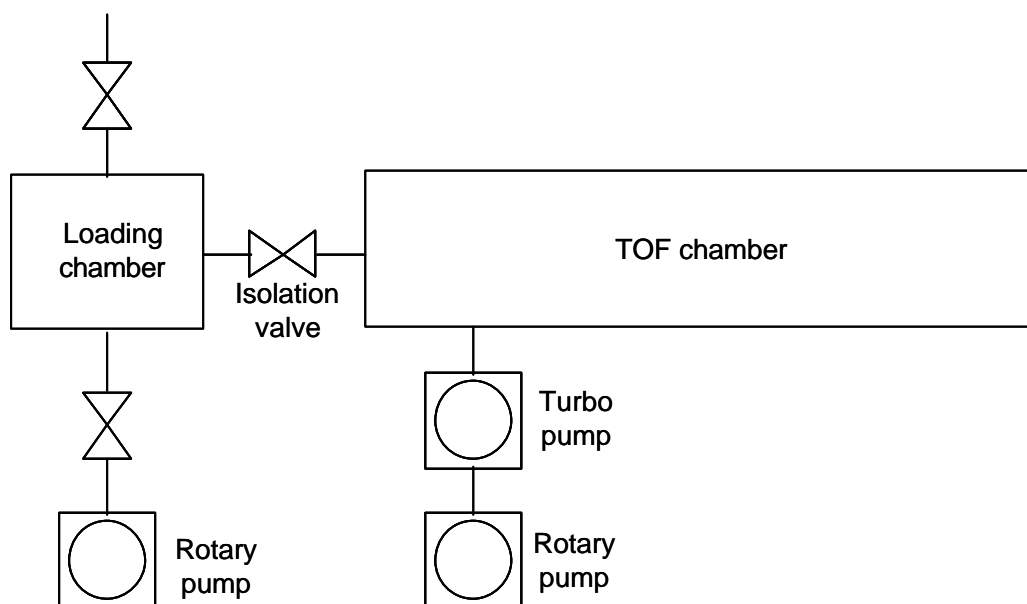 Loading
chamber
Isolation
valve
TOF chamber
Turbo
pump
Rotary
pump
Rotary
pump